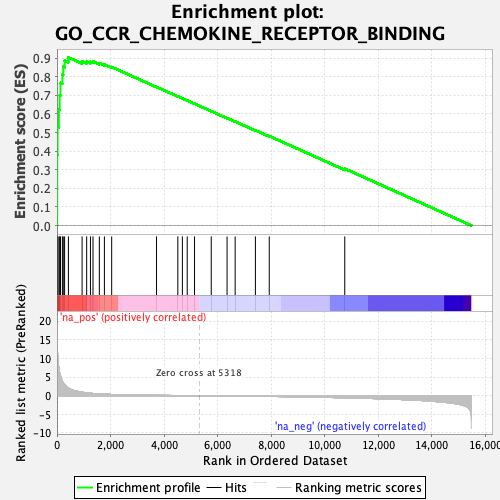 Enrichment plot:
GO_CCR_CHEMOKINE_RECEPTOR_BINDING
Enrichment score (ES)
0.9
0.8
0.7
0.6
0.5
0.4
0.3
0.2
0.1
0.0
'na_pos' (positively correlated)
Ranked list metric (PreRanked)
20
15
10
5
0
-5
-10
Zero cross at 5318
'na_neg' (negatively correlated)
0 2,000 4,000 6,000 8,000 10,000 12,000 14,000 16,000
Rank in Ordered Dataset
Enrichment profile Hits Ranking metric scores